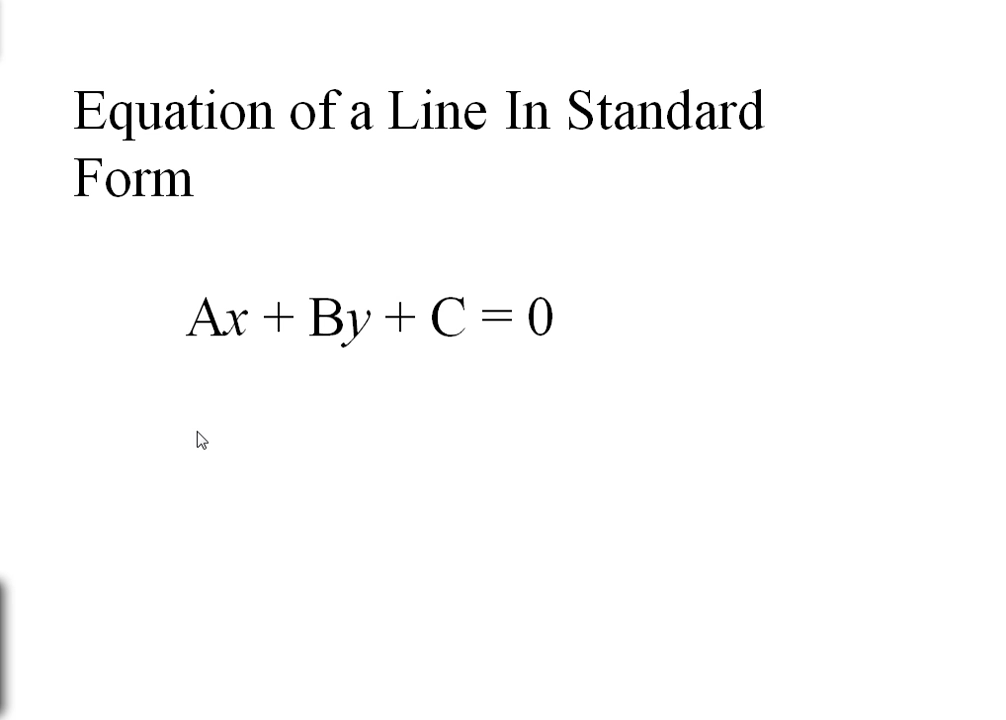 Equation of a Line In Standard
Form
Ax + By + C = 0